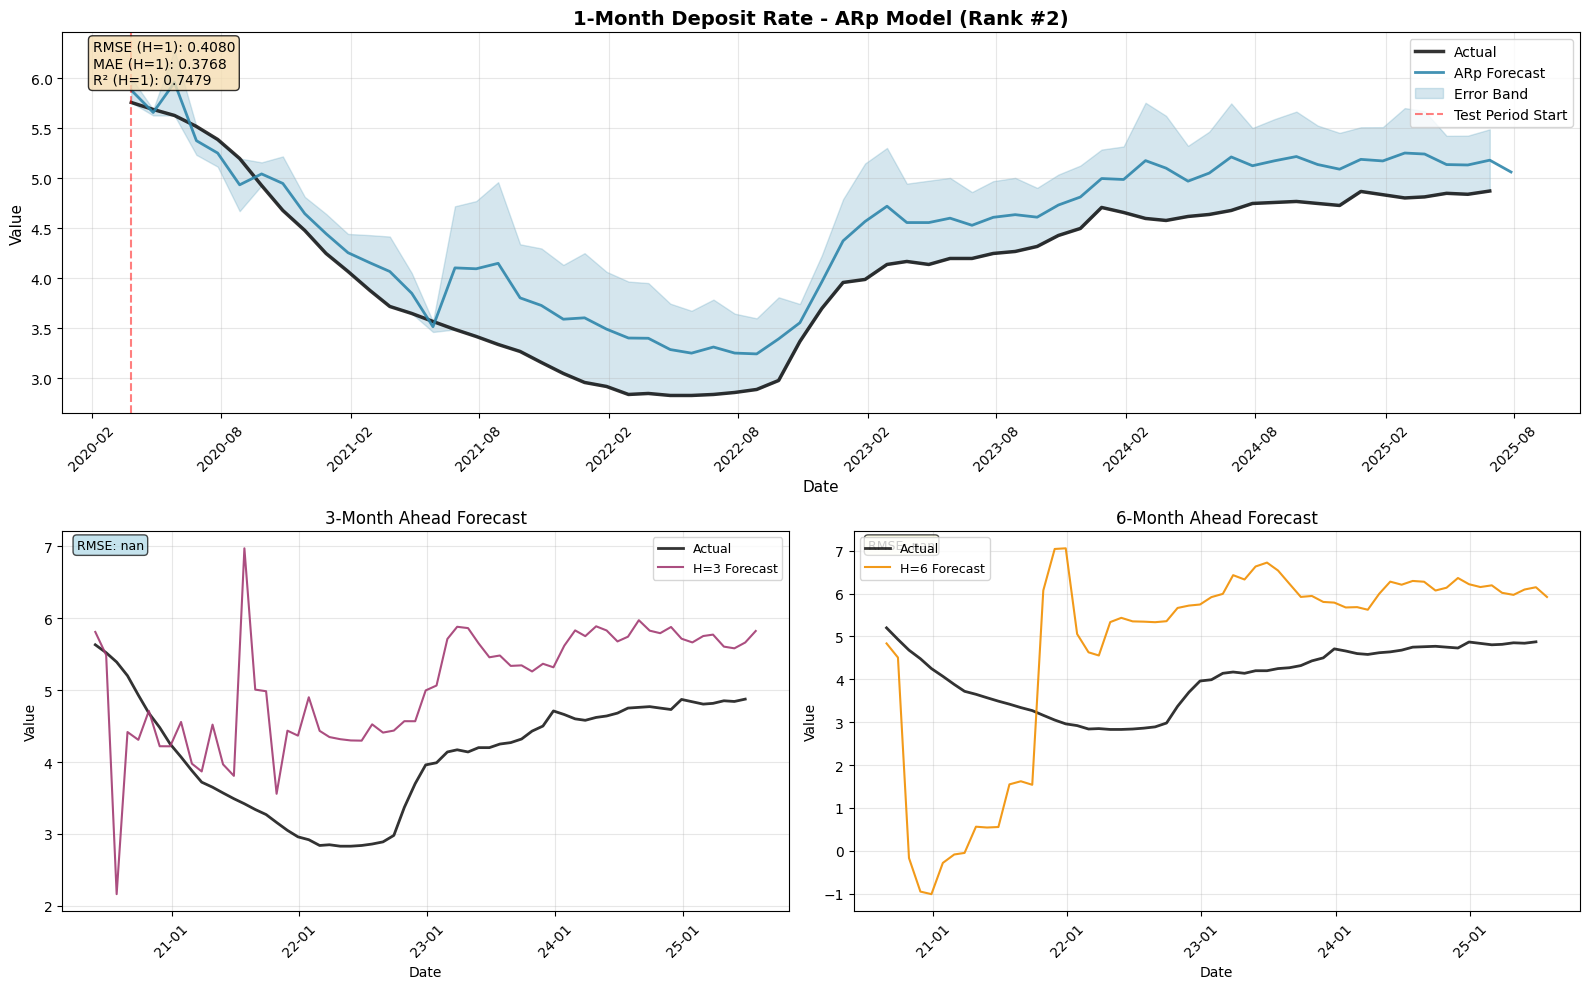 1-Month Deposit Rate - ARp Model (Rank #2)
RMSE (H=1): 0.4080
MAE (H=1): 0.3768
R² (H=1): 0.7479
Actual
ARp Forecast
Error Band
Test Period Start
Value
6.0
5.5
5.0
4.5
4.0
3.5
3.0
2020-02
2020-08
2021-02
2021-08
2022-02
2022-08
2023-02
2023-08
2024-02
2024-08
2025-02
2025-08
Date
3-Month Ahead Forecast
RMSE: nan
Actual
H=3 Forecast
Value
7
6
5
4
3
2
21-01
22-01
23-01
24-01
25-01
Date
6-Month Ahead Forecast
RMSE: nan
Actual
H=6 Forecast
Value
7
6
5
4
3
2
1
0
−1
21-01
22-01
23-01
24-01
25-01
Date